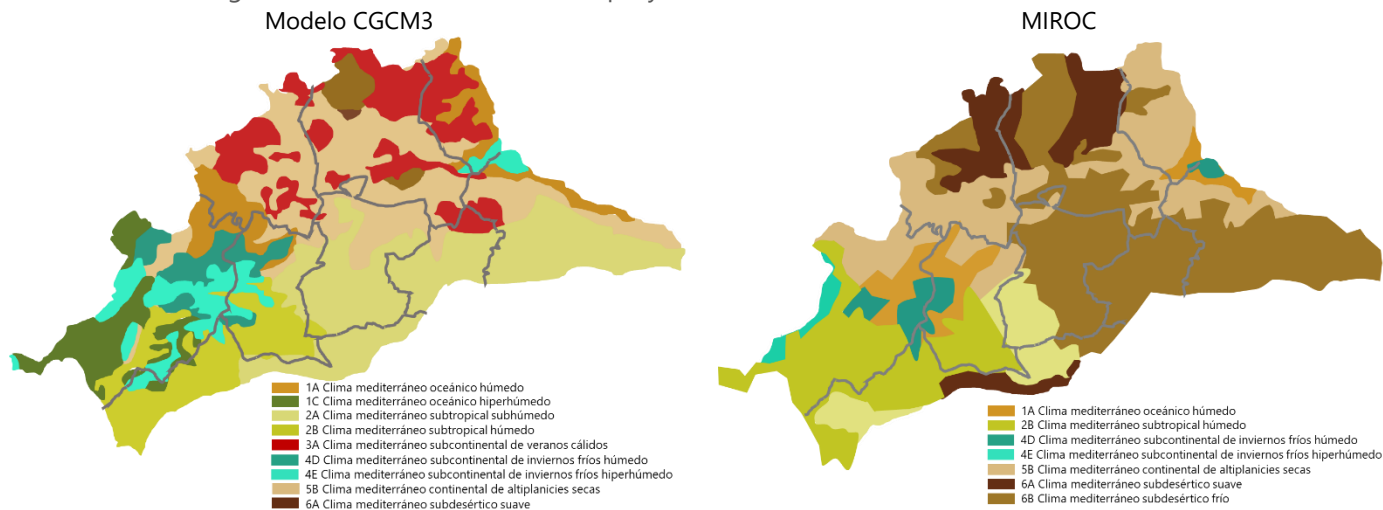 Modelo CGCM3
MIROC
1A Clima mediterráneo oceánico húmedo
1C Clima mediterráneo oceánico hiperhúmedo
2A Clima mediterráneo subtropical subhúmedo
2B Clima mediterráneo subtropical húmedo
3A Clima mediterráneo subcontinental de veranos cálidos
4D Clima mediterráneo subcontinental de inviernos fríos húmedo
4E Clima mediterráneo subcontinental de inviernos fríos hiperhúmedo
5B Clima mediterráneo continental de altiplanicies secas
6A Clima mediterráneo subdesértico suave
1A Clima mediterráneo oceánico húmedo
2B Clima mediterráneo subtropical húmedo
4D Clima mediterráneo subcontinental de inviernos fríos húmedo
4E Clima mediterráneo subcontinental de inviernos fríos hiperhúmedo
5B Clima mediterráneo continental de altiplanicies secas
6A Clima mediterráneo subdesértico suave
6B Clima mediterráneo subdesértico frío